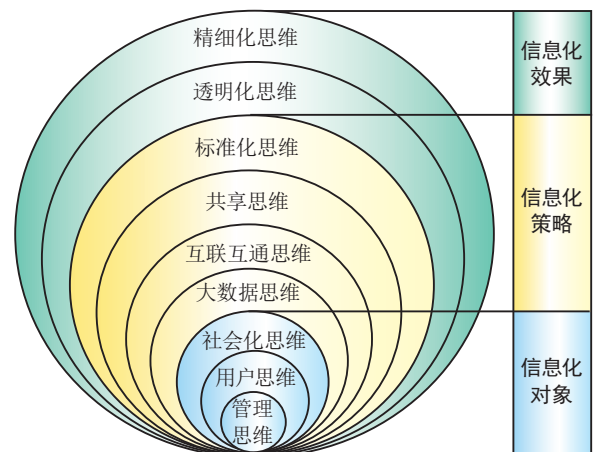 精细化思维
透明化思维
标准化思维
共享思维
互联互通思维
大数据思维
社会化思维
用户思维
管理
思维
信息化
效果
信息化
策略
信息化
对象